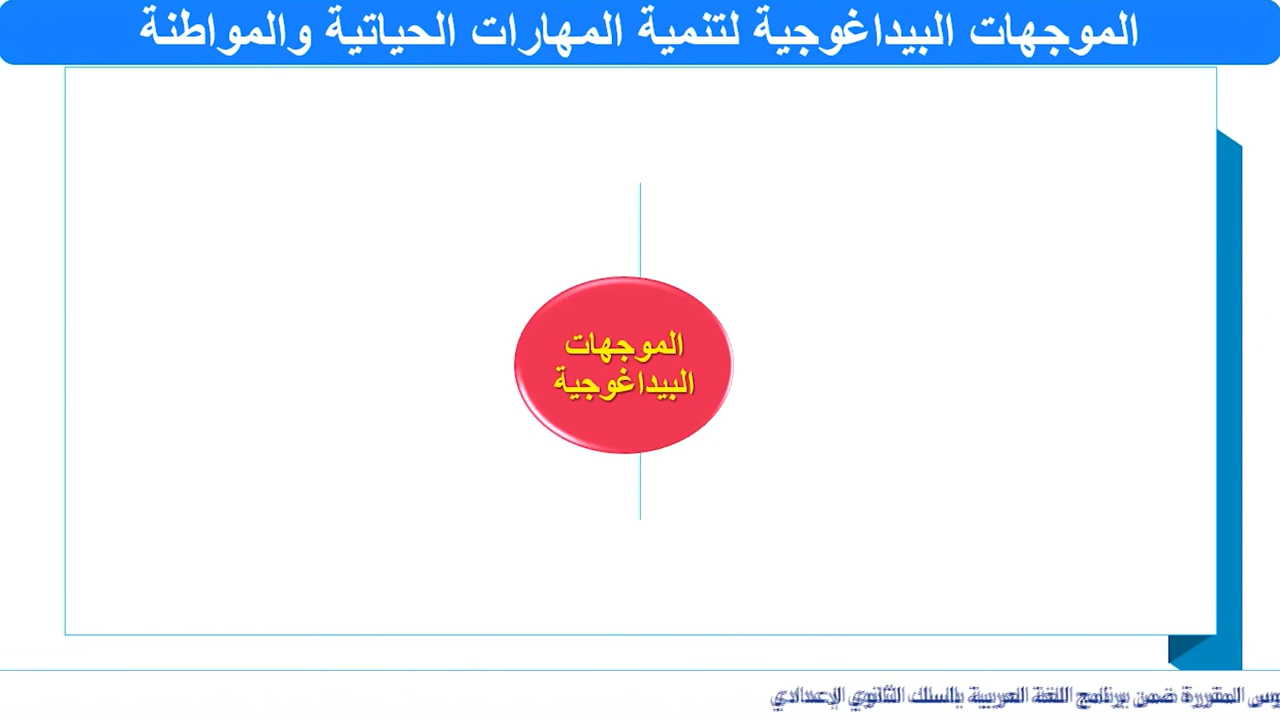 الموجهات البيداغوجية لتنمية المهارات الحياتية والمواطنة
الموجهات
البيداغوجية
المقررة ضمن برنامج اللغة العربية بالسلك الثانوي الإعدادي